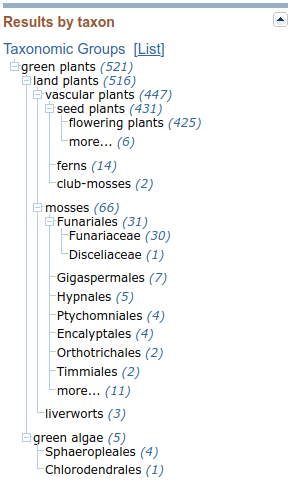 Results by taxon
Taxonomic Groups [List]
green plants (521)
land plants (516)
vascular plants (447)
seed plants (431)
flowering plants (425)
more... (6)
ferns (14)
club-mosses (2)
mosses (66)
Funariales (31)
Funariaceae (30)
Disceliaceae (1)
Gigaspermales (7)
Hypnales (5)
Ptychomniales (4)
Encalyptales (4)
Orthotrichales (2)
Timmiales (2)
more... (11)
liverworts (3)
green algae (5)
Sphaeropleales (4)
Chlorodendrales (1)